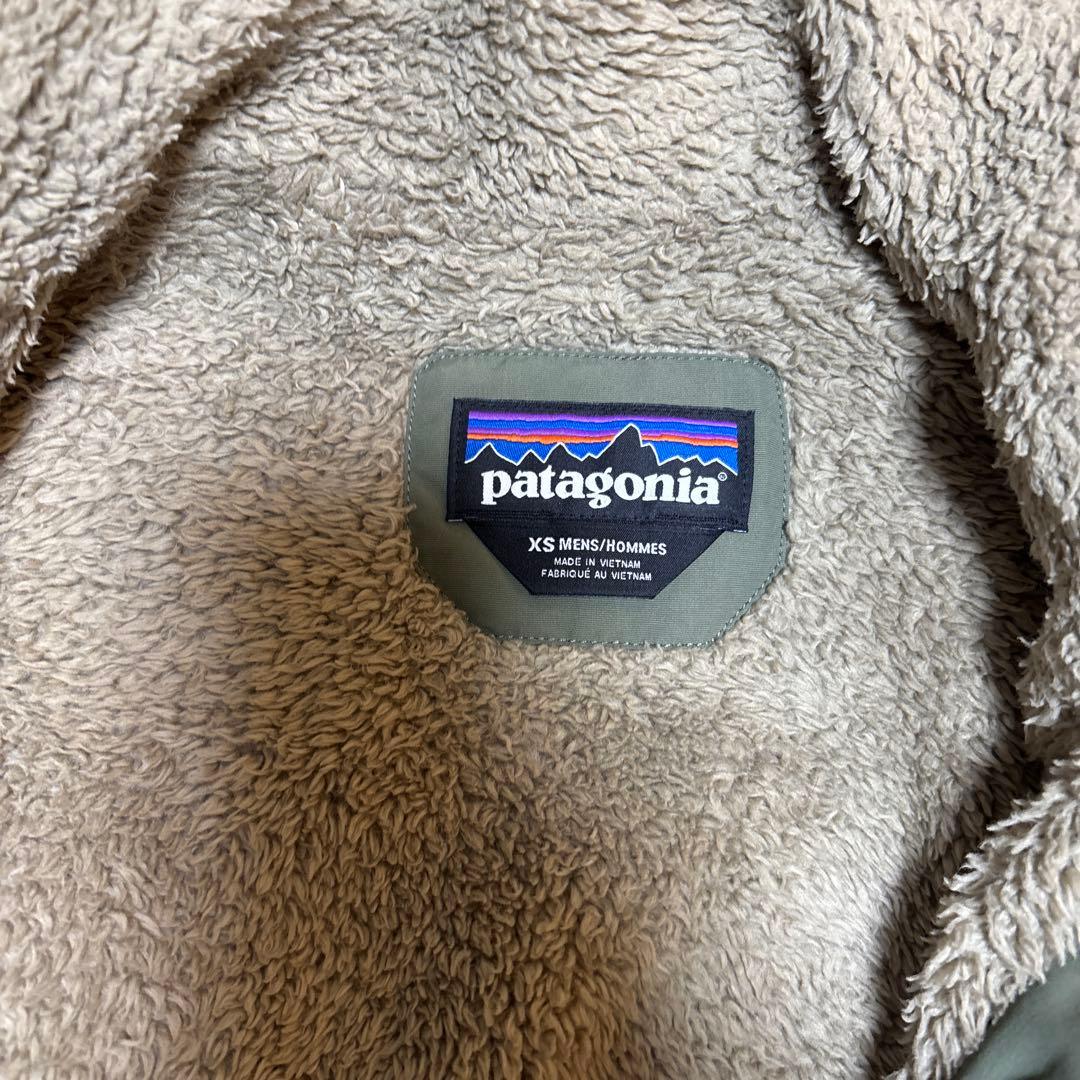 patagonia®
XS MENS/HOMMES
MADE IN VIETNAM
FABRIQUÉ AU VIETNAM